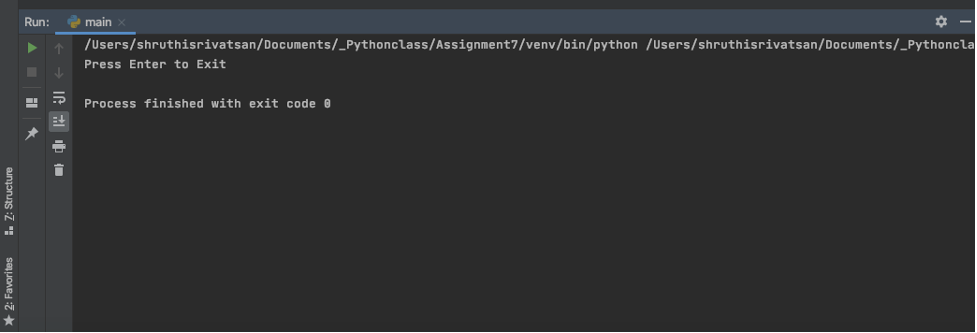 Run: main
/Users/shruthisrivatsan/Documents/_Pythonclass/Assignment7/venv/bin/python /Users/shruthisrivatsan/Documents/_Pythoncla
Press Enter to Exit
Process finished with exit code 0
Z: Structure
2: Favorites